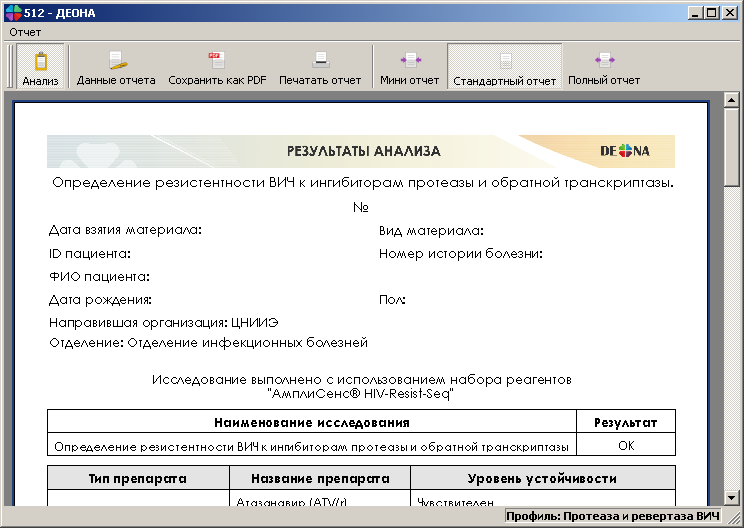 512 - ДЕОНА
Отчет
Анализ Данные отчета Сохранить как PDF Печатать отчет Мини отчет Стандартный отчет Полный отчет
РЕЗУЛЬТАТЫ АНАЛИЗА DEONA
Определение резистентности ВИЧ к ингибиторам протеазы и обратной транскриптазы.
№
Дата взятия материала: Вид материала:
ID пациента: Номер истории болезни:
ФИО пациента:
Дата рождения: Пол:
Направившая организация: ЦНИИЭ
Отделение: Отделение инфекционных болезней
Исследование выполнено с использованием набора реагентов
"АмплиСенс® HIV-Resist-Seq"
Наименование исследования Результат
Определение резистентности ВИЧ к ингибиторам протеазы и обратной транскриптазы ОК
Тип препарата Название препарата Уровень устойчивости
Атазанавир (ATV/r) Чувствителен
Профиль: Протеаза и ревертаза ВИЧ